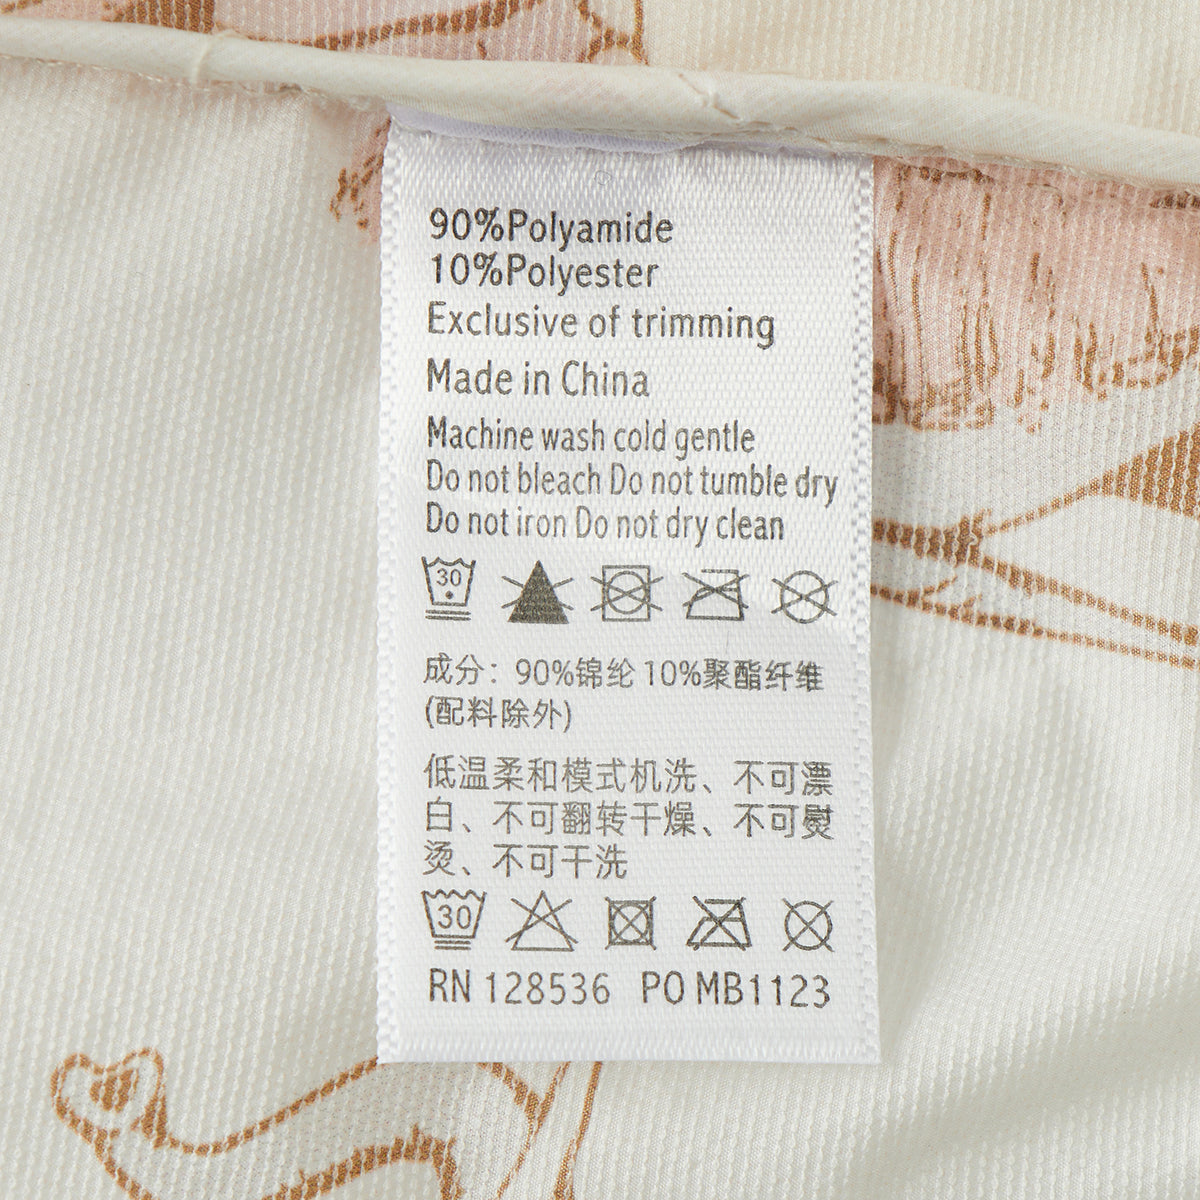 90%Polyamide
10%Polyester
Exclusive of trimming
Made in China
Machine wash cold gentle
Do not bleach Do not tumble dry
Do not iron Do not dry clean
30
成分：90%锦纶 10%聚酯纤维
(配料除外)
低温柔和模式机洗、不可漂
白、不可翻转干燥、不可熨
烫、不可干洗
30
RN 128536 PO MB1123